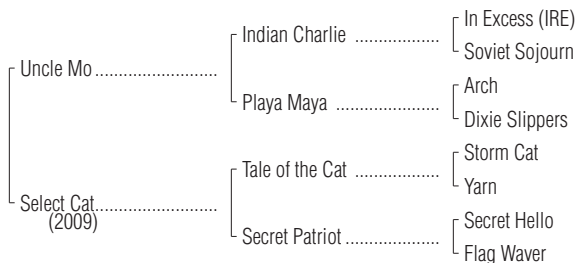 In Excess (IRE)
Indian Charlie ..................
Soviet Sojourn
Uncle Mo ..........................
Arch
Playa Maya ......................
Dixie Slippers
Storm Cat
Tale of the Cat ..................
Yarn
Select Cat..........................
(2009)
Secret Hello
Secret Patriot ....................
Flag Waver